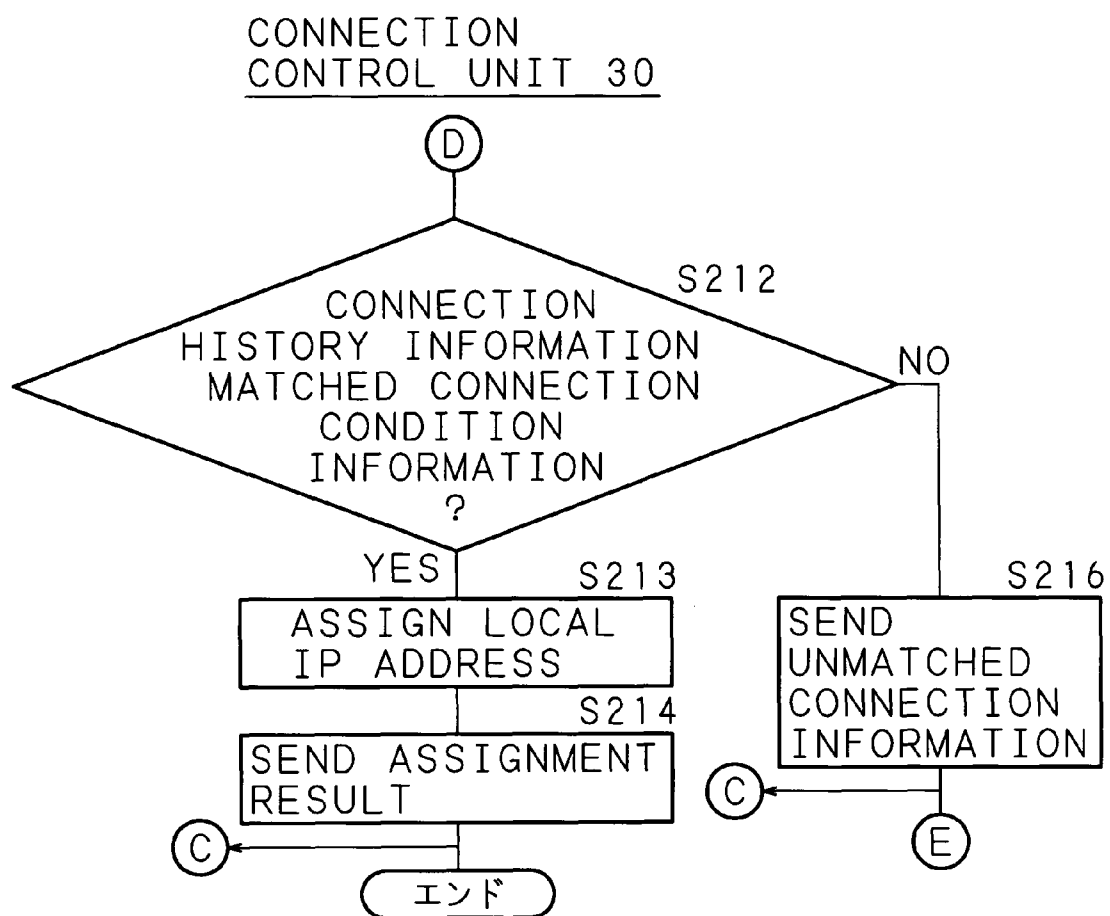 CONNECTION
CONTROL UNIT 30
D
S212
CONNECTION
HISTORY INFORMATION
MATCHED CONNECTION
CONDITION
INFORMATION
?
NO
YES
S213
ASSIGN LOCAL
IP ADDRESS
S214
SEND ASSIGNMENT
RESULT
C
エンド
S216
SEND
UNMATCHED
CONNECTION
INFORMATION
C
E